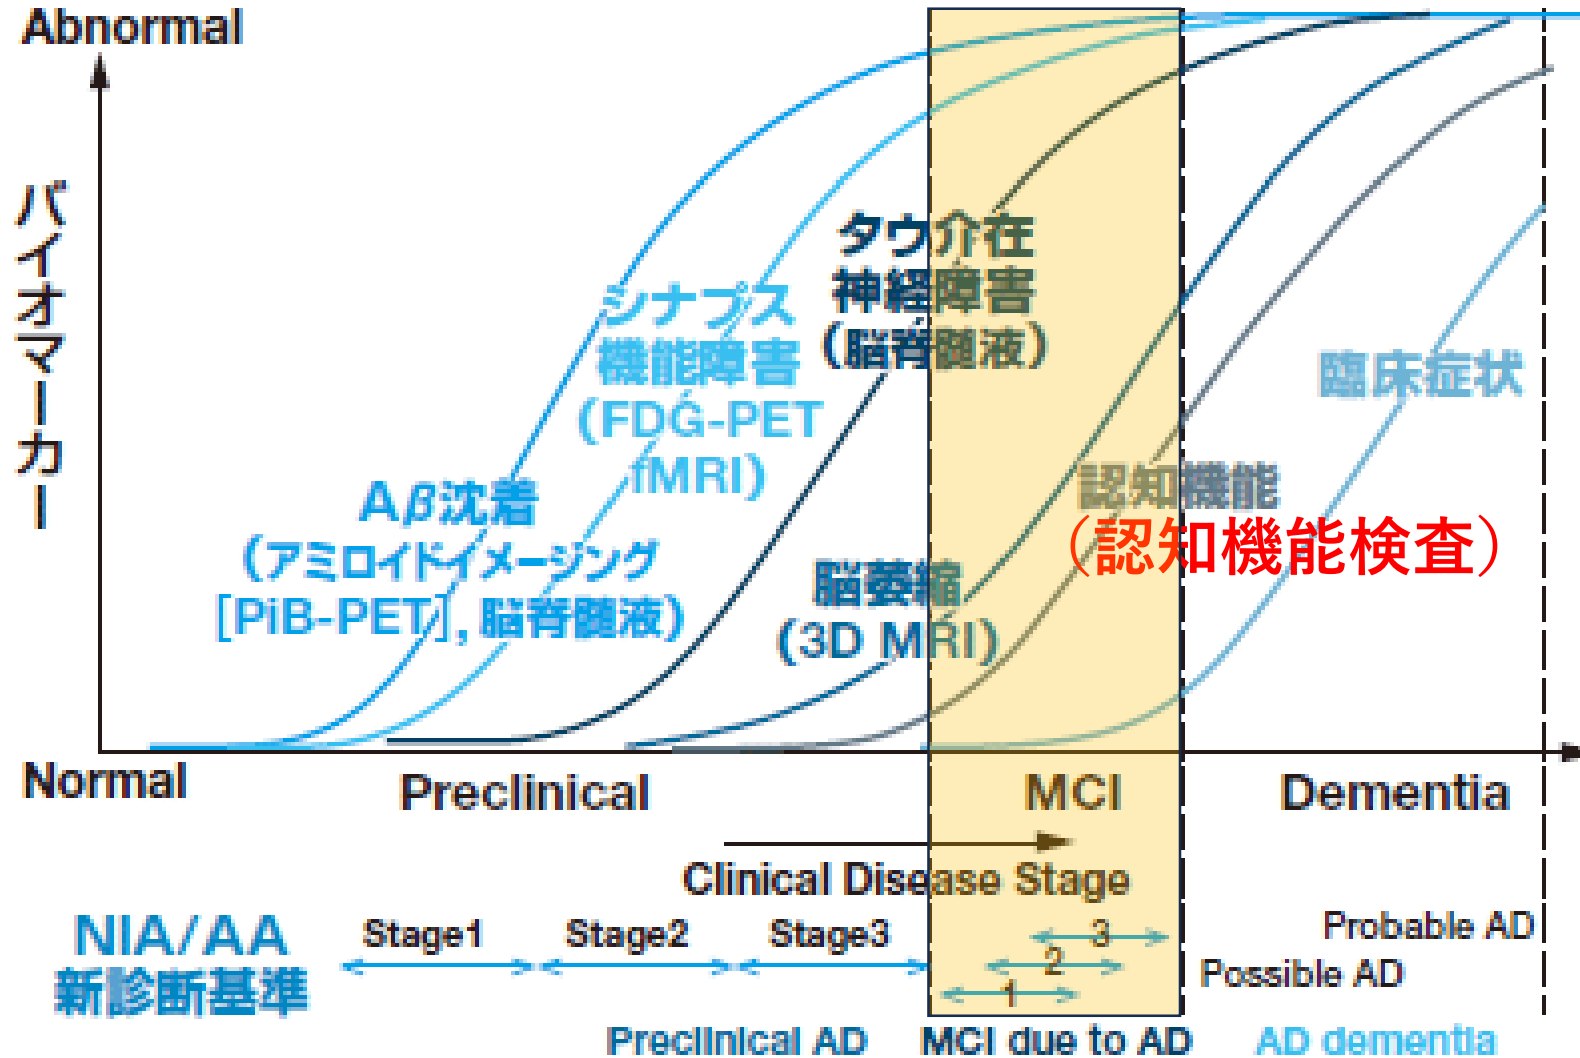 Abnormal
バイオマーカー
タウ介在
神経障害
(脳脊髄液)
シナプス
機能障害
(FDG-PET
fMRI)
臨床症状
Aβ沈着
(アミロイドイメージング
[PiB-PET], 脳脊髄液)
認知機能
(認知機能検査)
脳萎縮
(3D MRI)
Normal
Preclinical
MCI
Dementia
Clinical Disease Stage
NIA/AA
新診断基準
Stage1
Stage2
Stage3
3
2
1
Probable AD
Possible AD
Preclinical AD
MCI due to AD
AD dementia